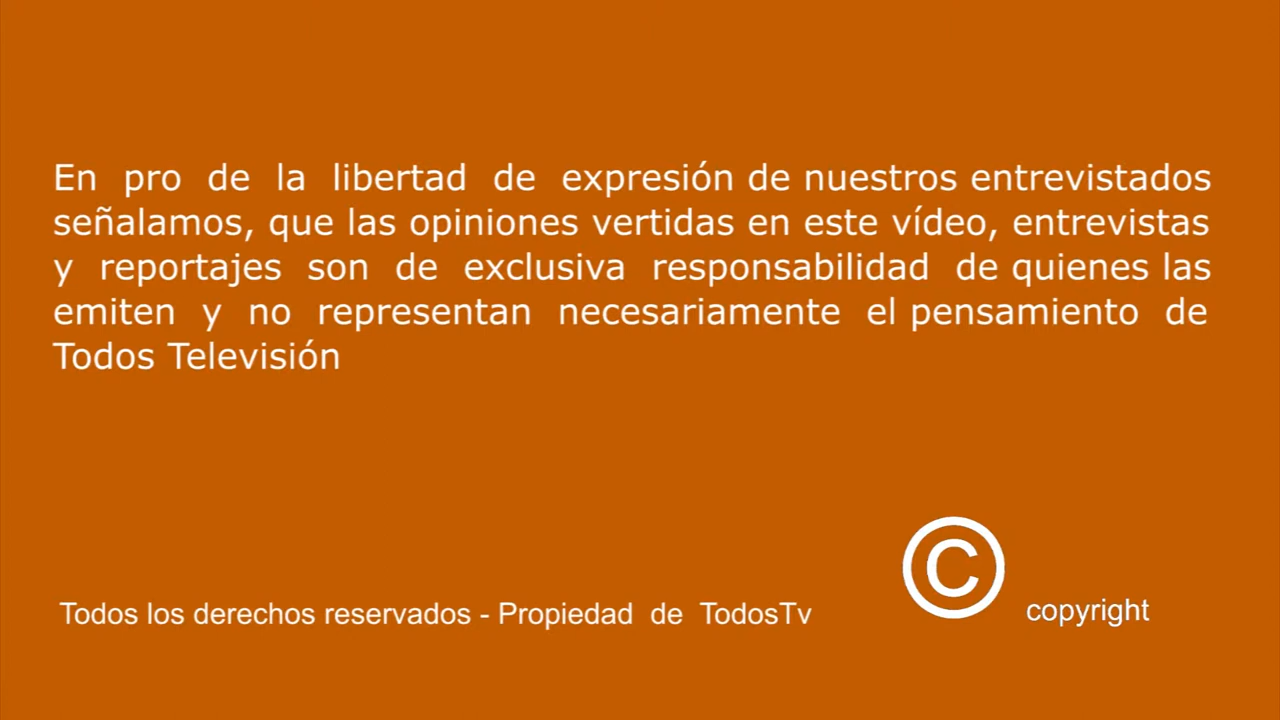 En pro de la libertad de expresión de nuestros entrevistados
señalamos, que las opiniones vertidas en este vídeo, entrevistas
y reportajes son de exclusiva responsabilidad de quienes las
emiten y no representan necesariamente el pensamiento de
Todos Televisión
Todos los derechos reservados - Propiedad de TodosTv
© copyright